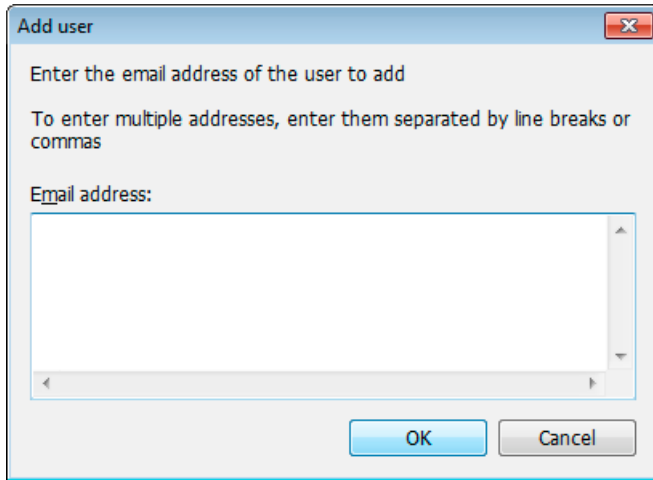 Add user
Enter the email address of the user to add
To enter multiple addresses, enter them separated by line breaks or
commas
Email address:
OK
Cancel